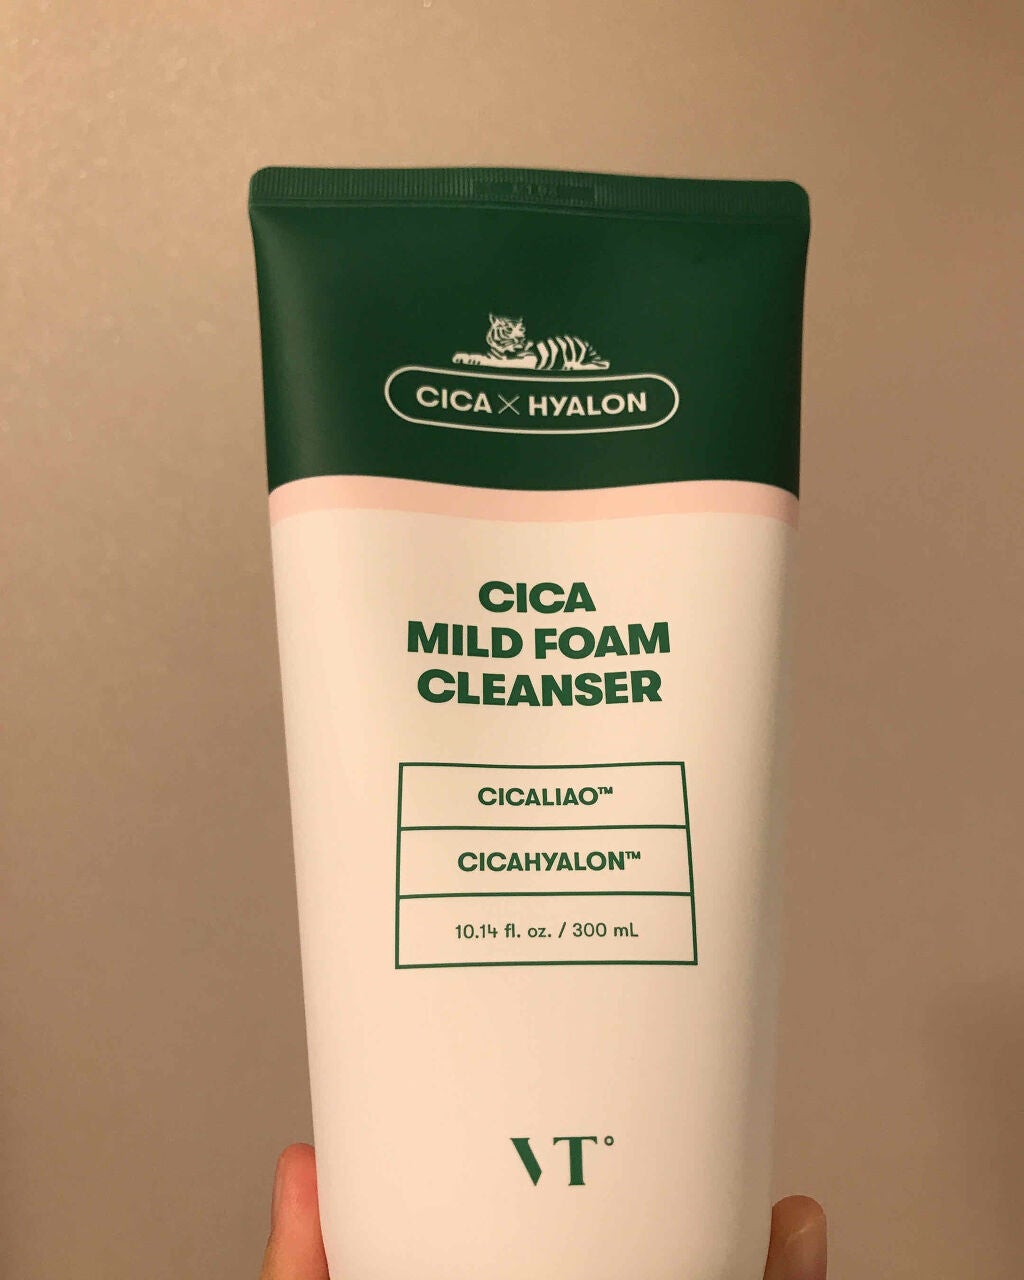 CICA X HYALON
CICA
MILD FOAM
CLEANSER
CICALIAO™
CICAHYALON™
10.14 fl. oz. / 300 mL
VT°